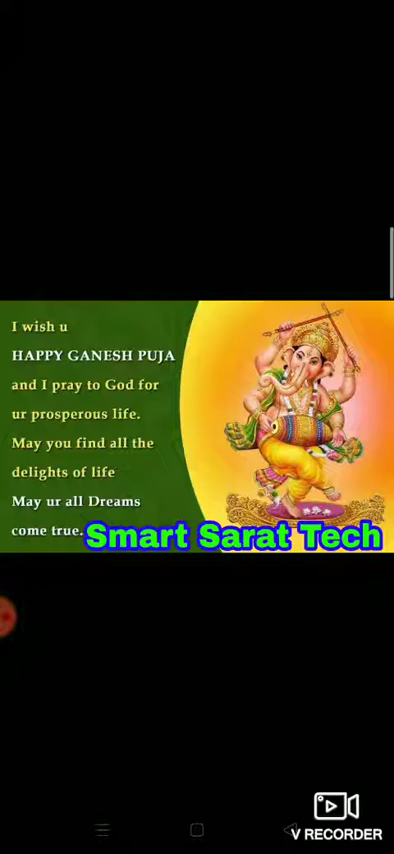 I wish u
HAPPY GANESH PUJA
and I pray to God for
ur prosperous life.
May you find all the
delights of life
May ur all Dreams
come true.
Smart Sarat Tech
V RECORDER